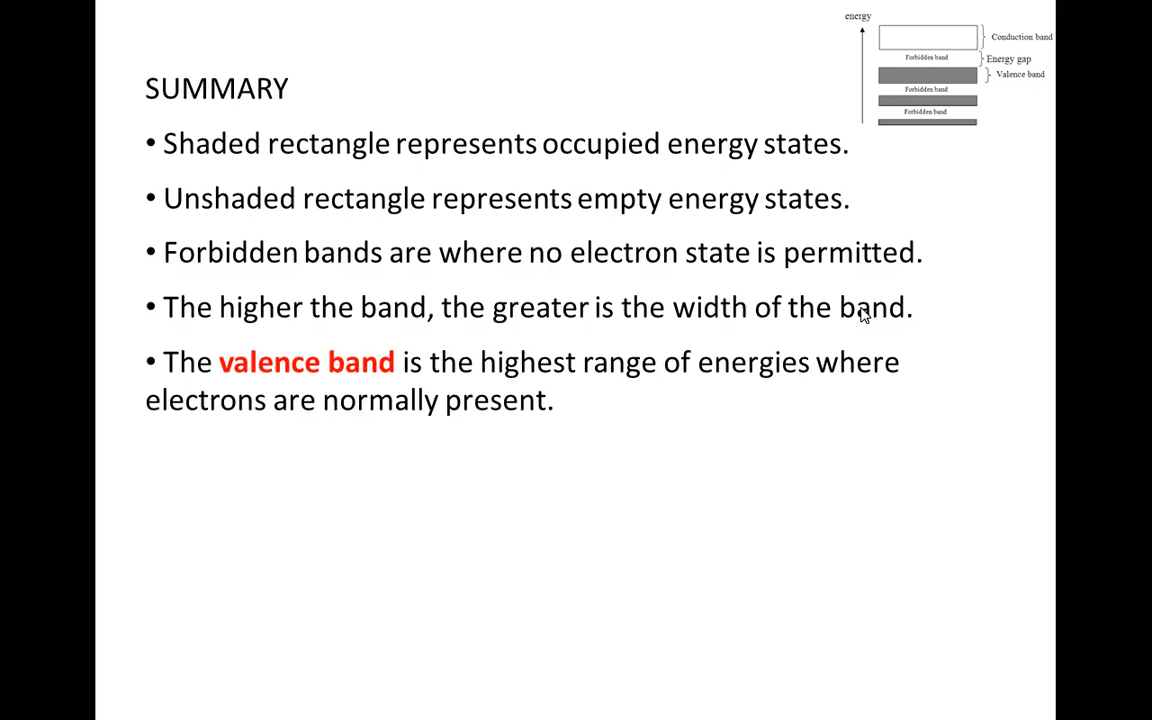 energy
Conduction band
Forbidden band
Energy gap
Valence band
Forbidden band
Forbidden band
SUMMARY
• Shaded rectangle represents occupied energy states.
• Unshaded rectangle represents empty energy states.
• Forbidden bands are where no electron state is permitted.
• The higher the band, the greater is the width of the band.
• The valence band is the highest range of energies where
electrons are normally present.